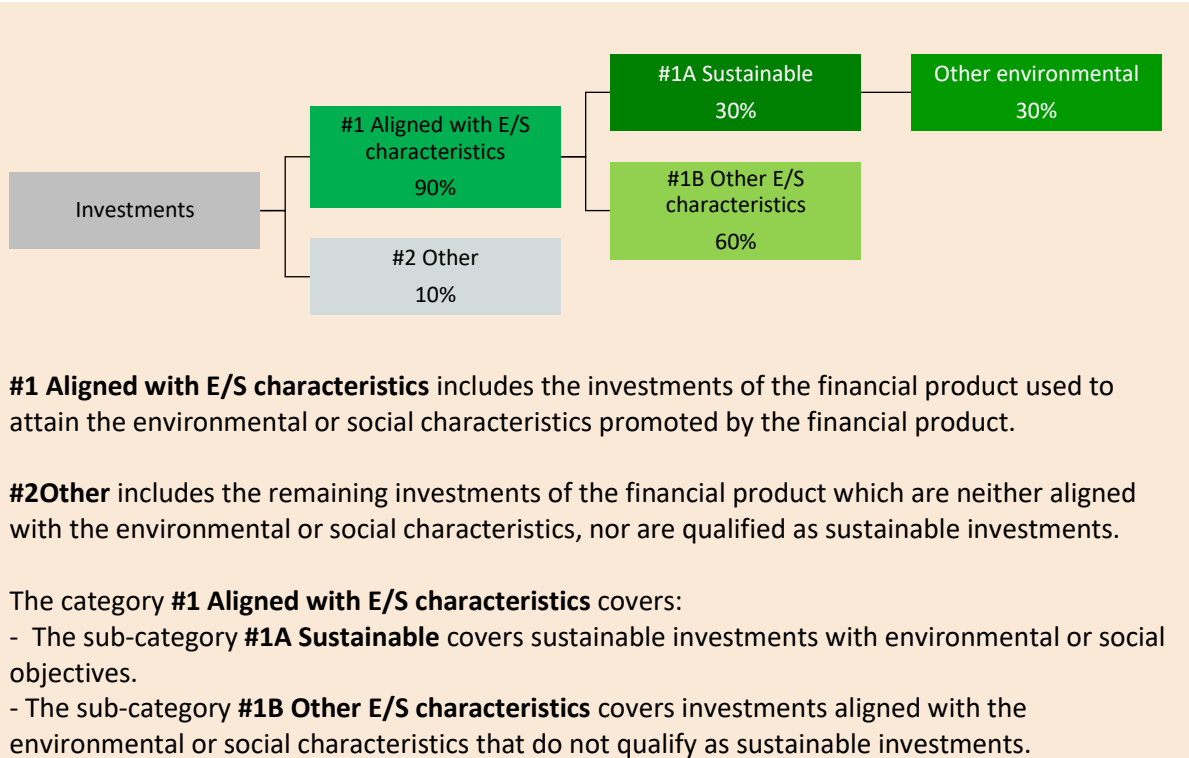 #1A Sustainable
30%
Other environmental
30%
#1 Aligned with E/S
characteristics
90%
#1B Other E/S
characteristics
60%
Investments
#2 Other
10%
#1 Aligned with E/S characteristics includes the investments of the financial product used to
attain the environmental or social characteristics promoted by the financial product.
#2Other includes the remaining investments of the financial product which are neither aligned
with the environmental or social characteristics, nor are qualified as sustainable investments.
The category #1 Aligned with E/S characteristics covers:
- The sub-category #1A Sustainable covers sustainable investments with environmental or social
objectives.
- The sub-category #1B Other E/S characteristics covers investments aligned with the
environmental or social characteristics that do not qualify as sustainable investments.